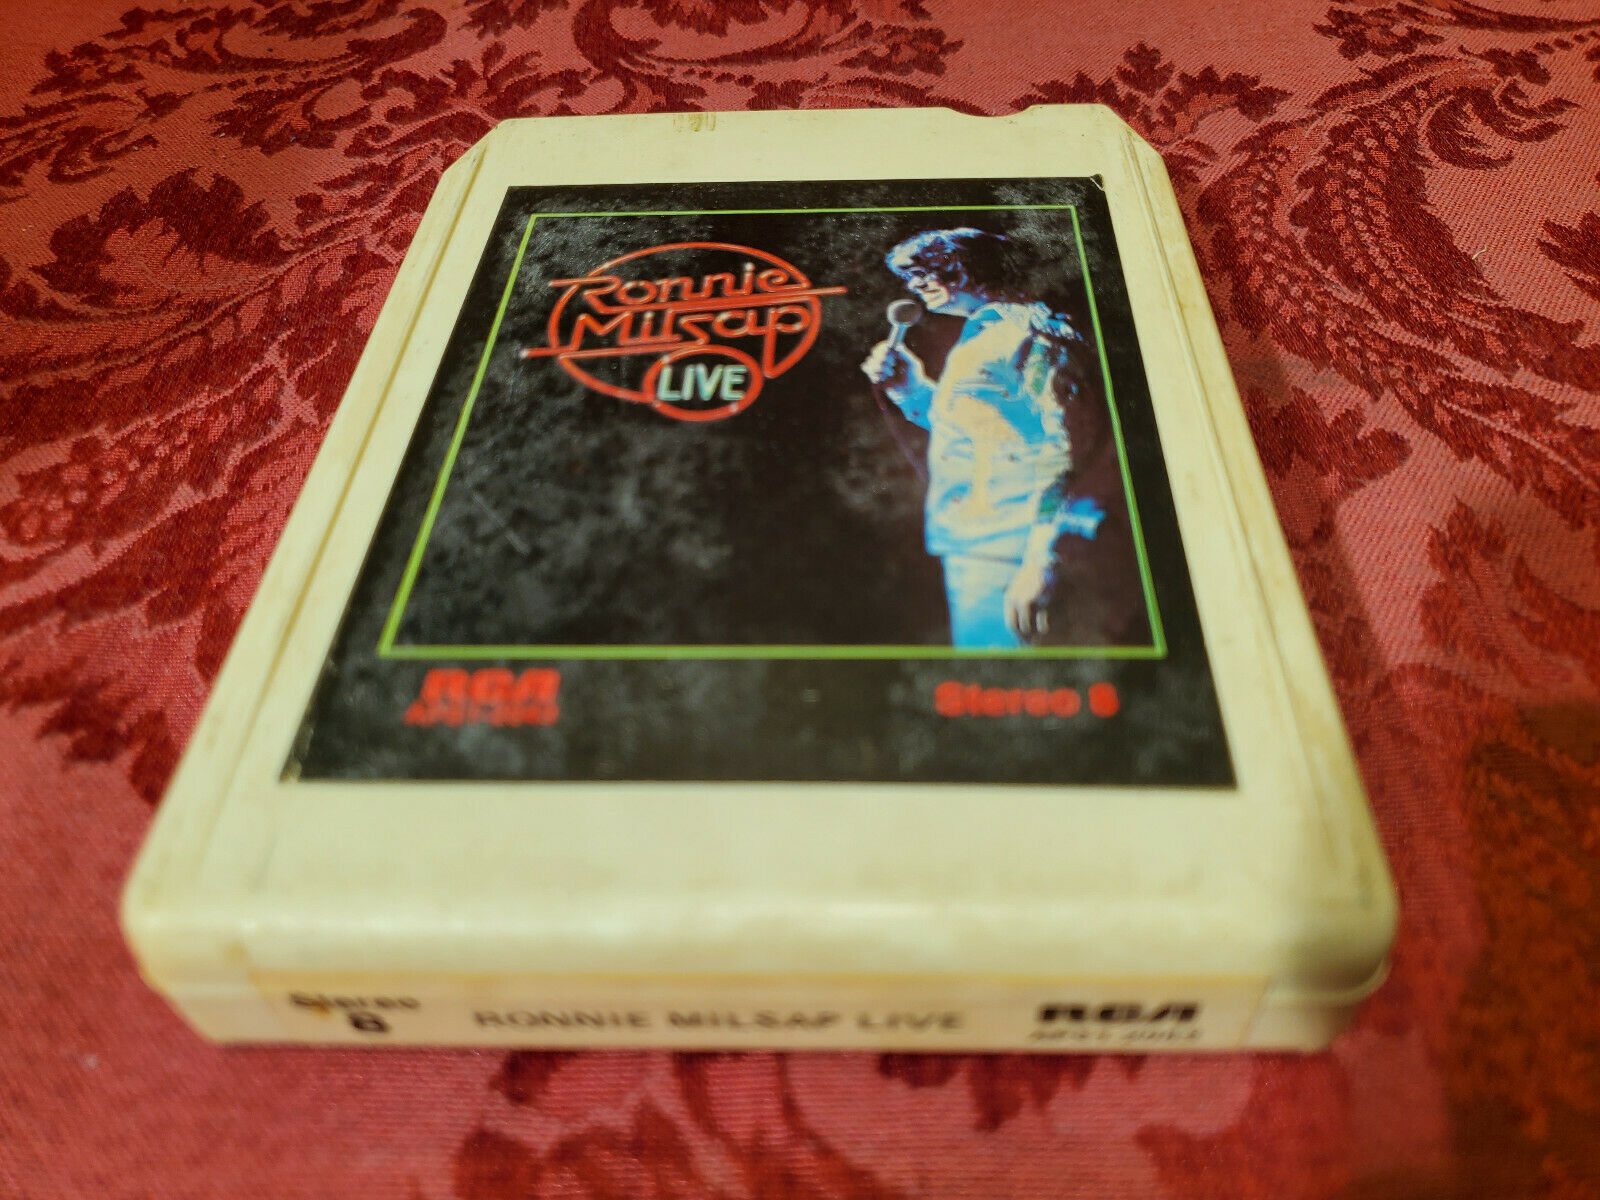 Ronnie
Milsap
LIVE
RCA
Stereo 8
Stereo
8
RONNIE MILSAP LIVE
RCA